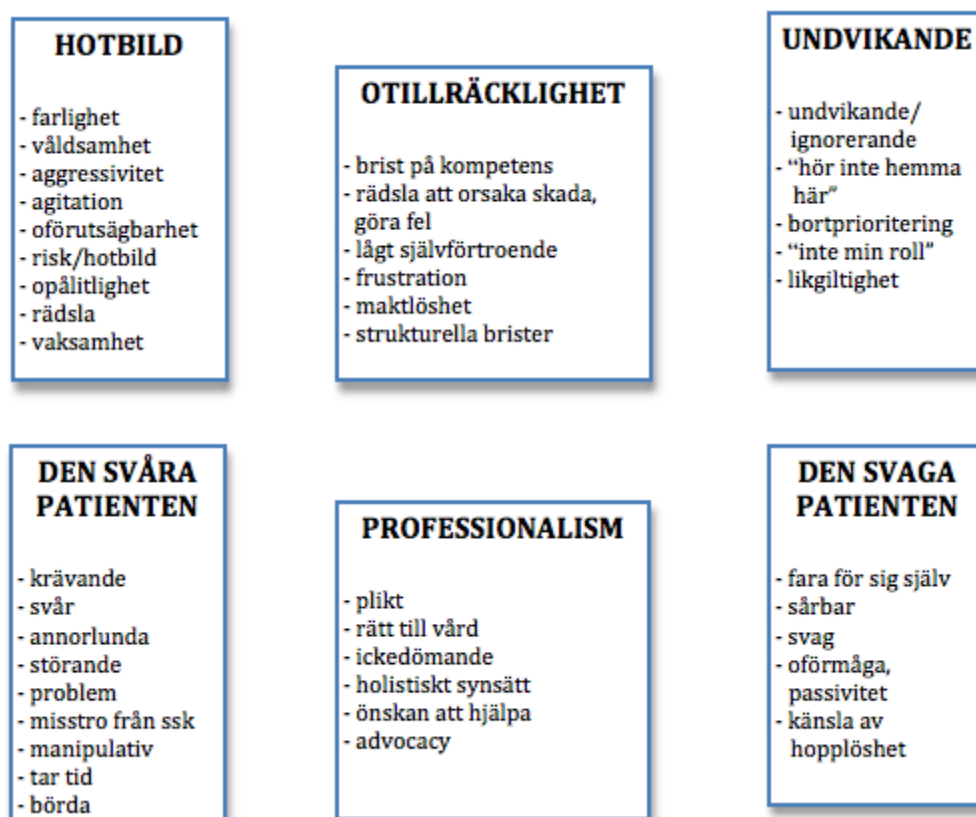 HOTBILD
- farlighet
- våldsamhet
- aggressivitet
- agitation
- oförutsägbarhet
- risk/hotbild
- opålitlighet
- rädsla
- vaksamhet
OTILLRÄCKLIGHET
- brist på kompetens
- rädsla att orsaka skada,
göra fel
- lågt självförtroende
- frustration
- maktlöshet
- strukturella brister
UNDVIKANDE
- undvikande/
ignorerande
- “hör inte hemma
här”
- bortprioritering
- “inte min roll”
- likgiltighet
DEN SVÅRA
PATIENTEN
- krävande
- svår
- annorlunda
- störande
- problem
- misstro från ssk
- manipulativ
- tar tid
- börda
PROFESSIONALISM
- plikt
- rätt till vård
- ickedömande
- holistiskt synsätt
- önskan att hjälpa
- advocacy
DEN SVAGA
PATIENTEN
- fara för sig själv
- sårbar
- svag
- oförmåga,
passivitet
- känsla av
hopplöshet